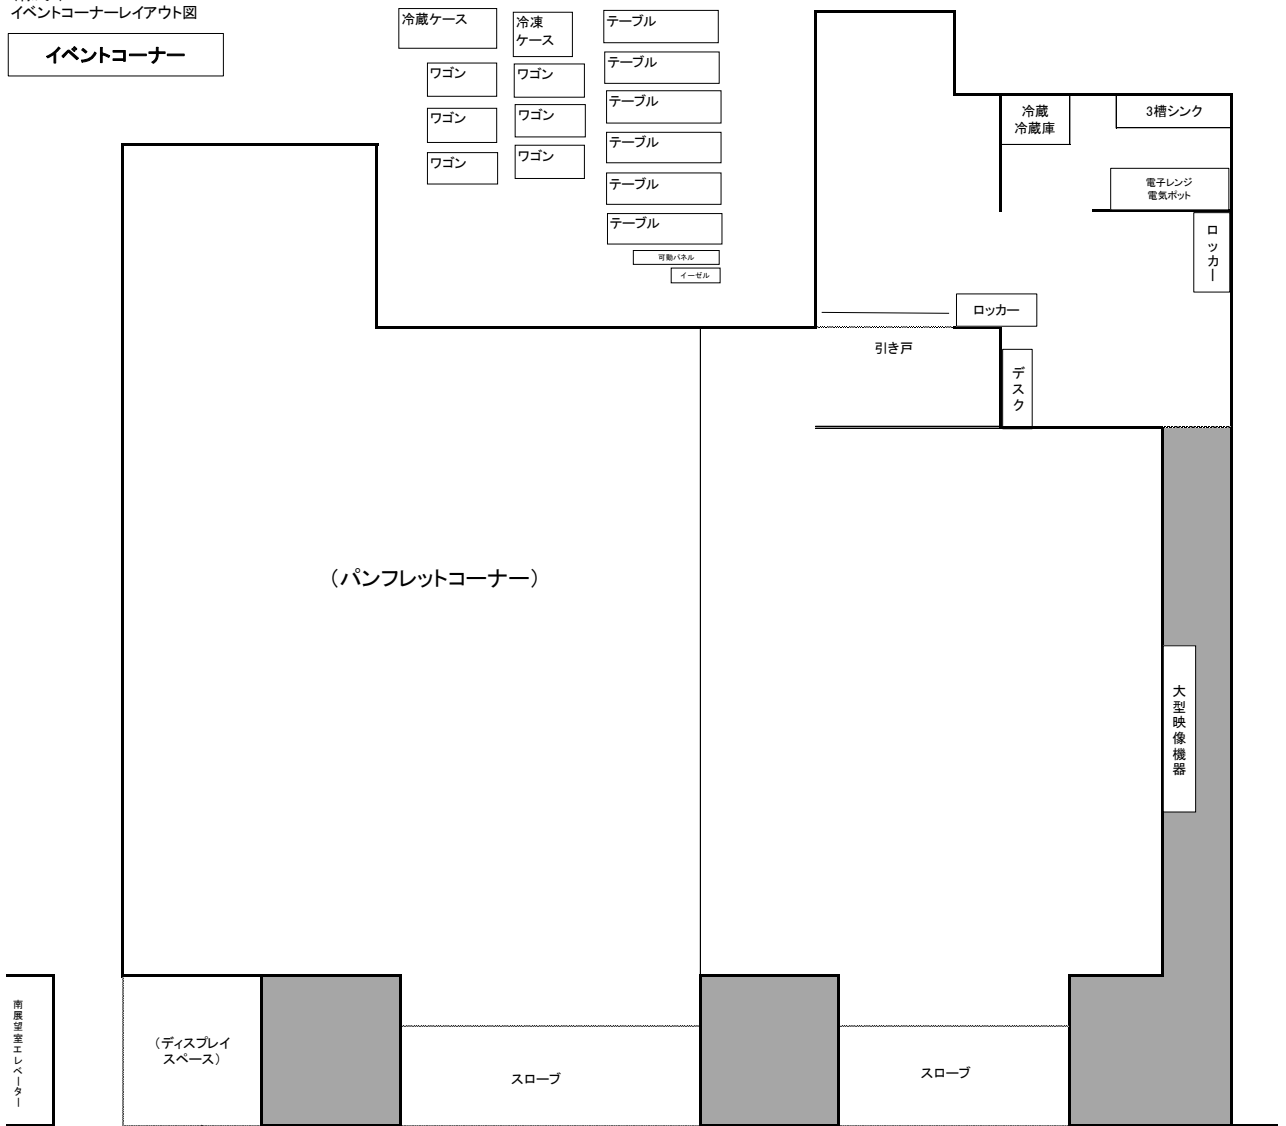 イベントコーナーレイアウト図
イベントコーナー
冷蔵ケース
冷凍
ケース
テーブル
テーブル
テーブル
テーブル
テーブル
テーブル
ワゴン
ワゴン
ワゴン
ワゴン
ワゴン
ワゴン
可動パネル
イーゼル
冷蔵
冷蔵庫
3槽シンク
電子レンジ
電気ポット
ロッカー
ロッカー
引き戸
デスク
（パンフレットコーナー）
大型映像機器
南展望室エレベーター
（ディスプレイ
スペース）
スローブ
スローブ